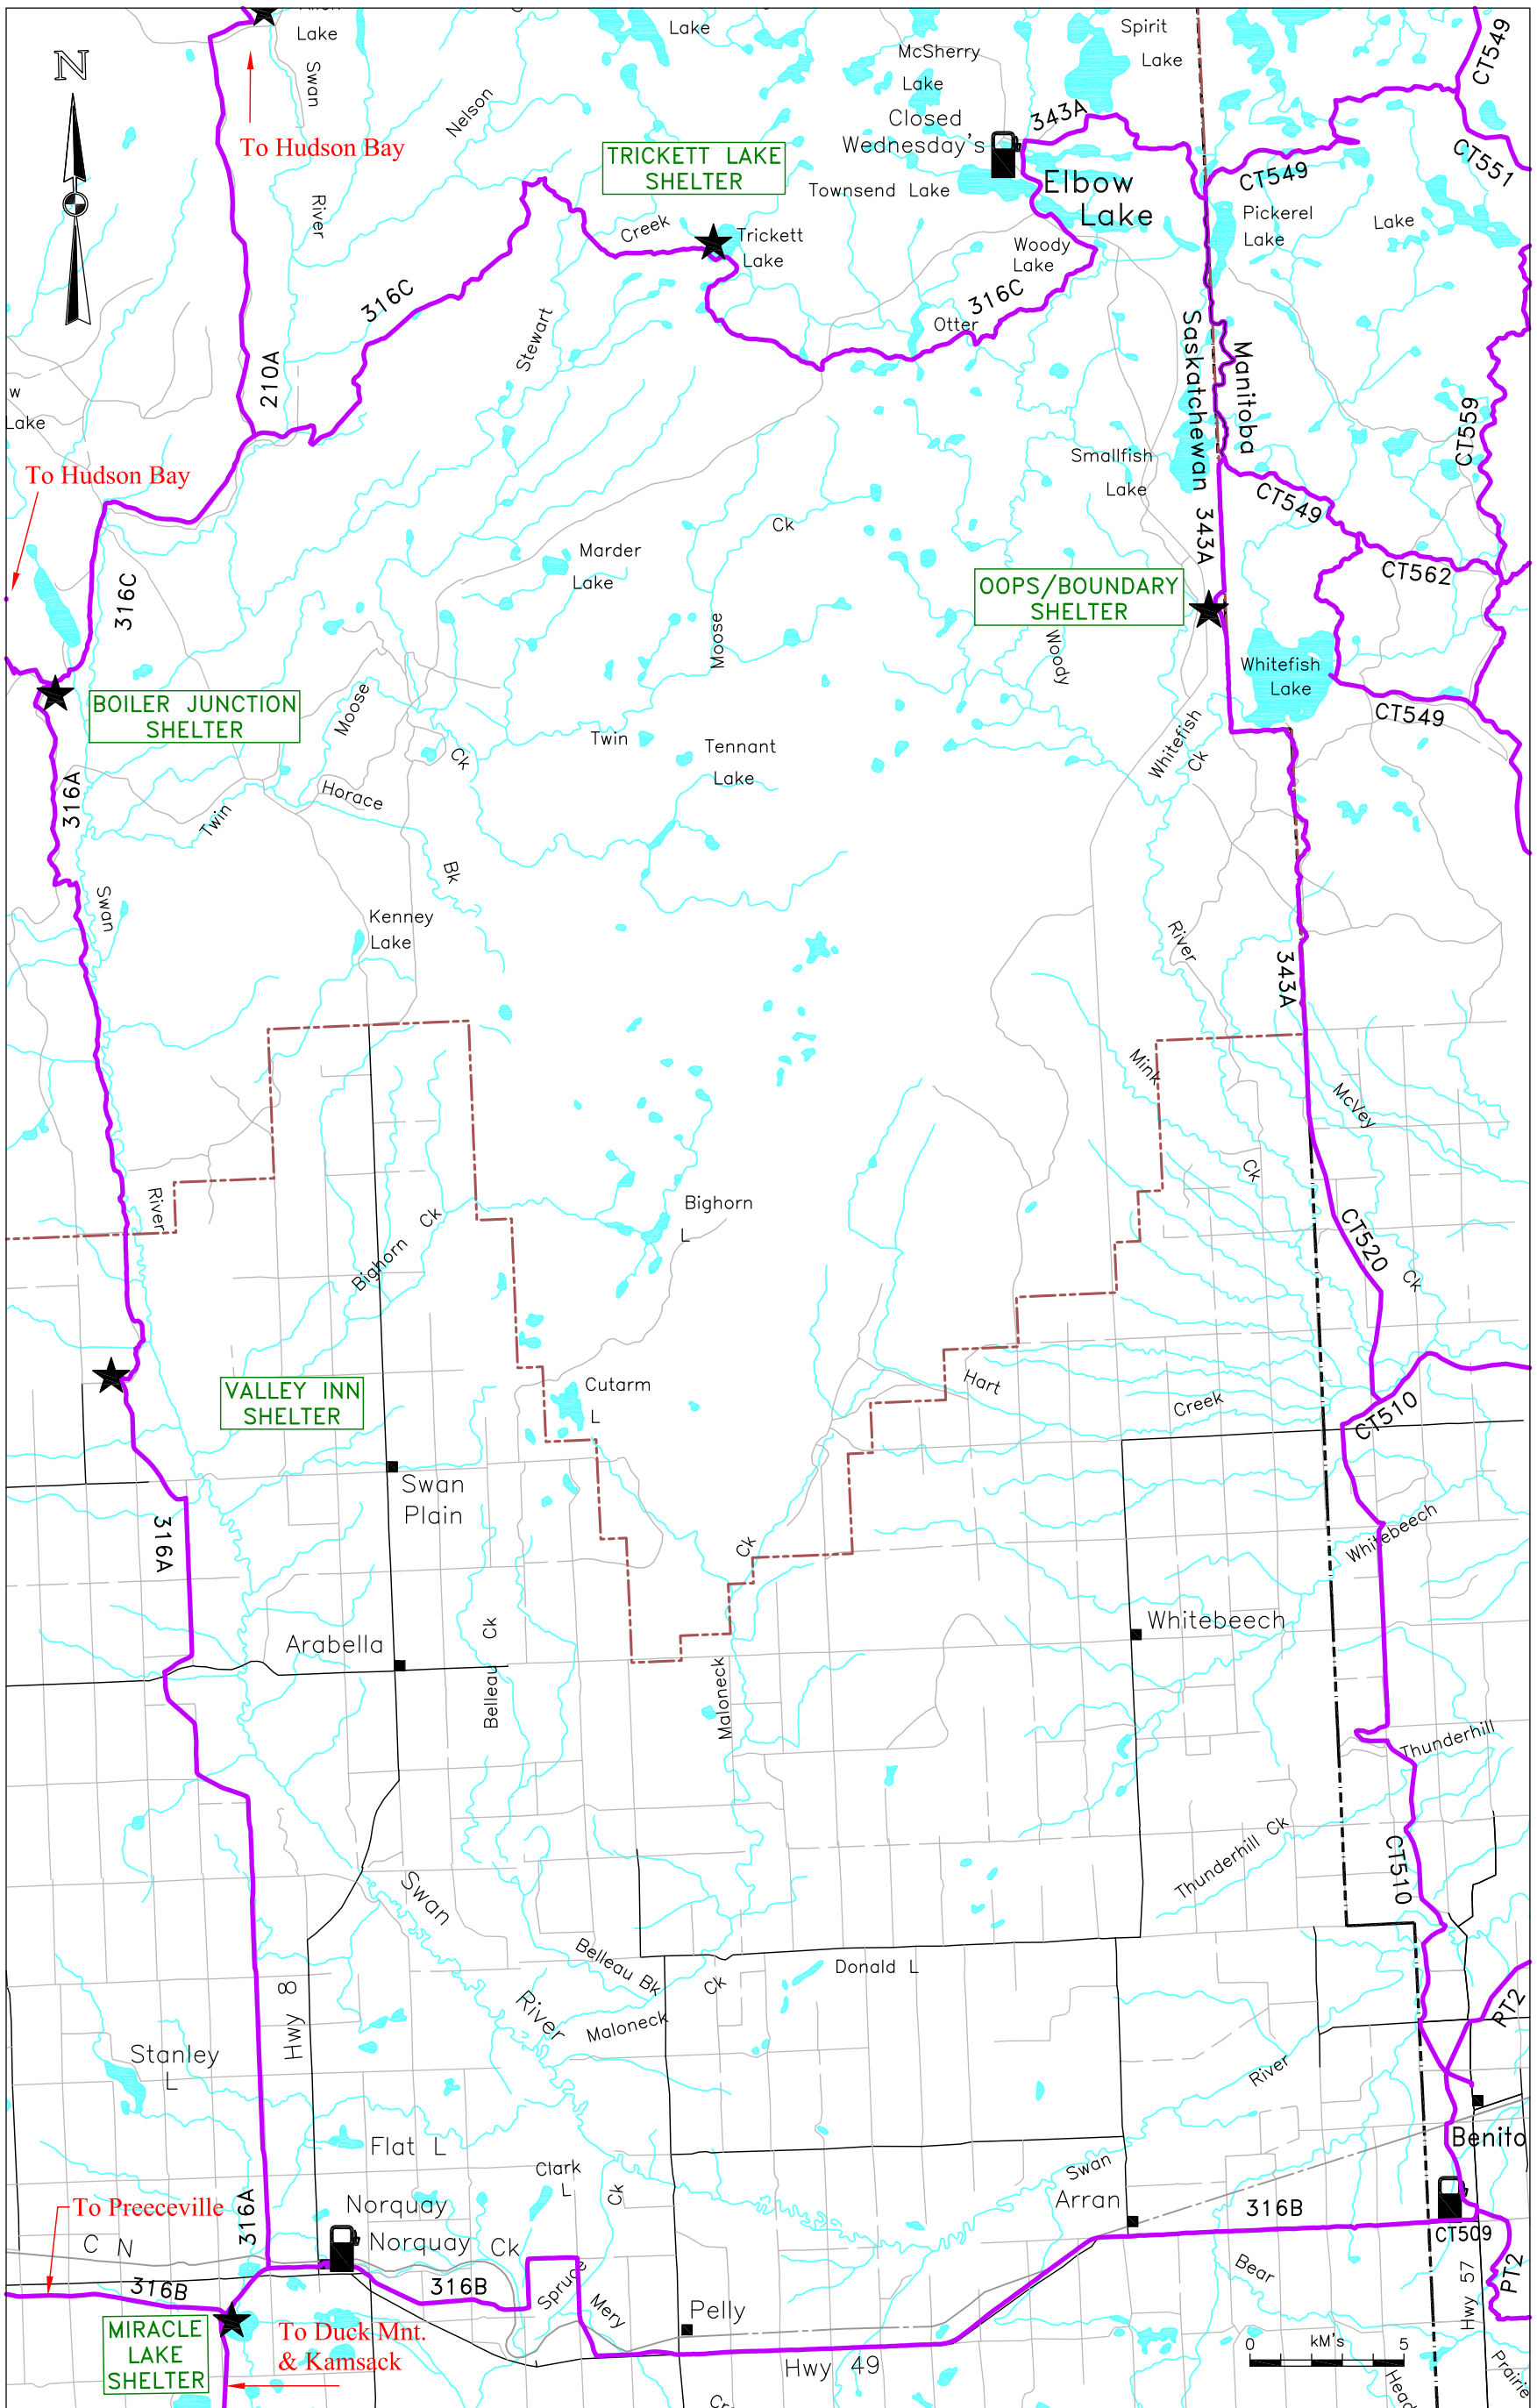 N
Lake
Swan
River
To Hudson Bay
Nelson
Lake
McSherry
Lake
Closed
Wednesday's
343A
Spirit
Lake
CT549
CT551
CT549
TRICKETT LAKE
SHELTER
Townsend Lake
Elbow
Lake
Pickerel
Lake
Lake
Creek
Trickett
Lake
Woody
Lake
316C
316C
Otter
Stewart
210A
Saskatchewan
Manitoba
w
Lake
CT559
To Hudson Bay
Smallfish
Lake
CT549
343A
Ck
Marder
Lake
CT562
316C
OOPS/BOUNDARY
SHELTER
Moose
Woody
Whitefish
Lake
BOILER JUNCTION
SHELTER
Moose
CT549
Twin
Tennant
Lake
Whitefish
Ck
Ck
316A
Horace
Twin
Bk
Swan
Kenney
Lake
River
343A
Mink
McVey
Ck
River
Bighorn
L
Ck
Bighorn
CT520
Ck
VALLEY INN
SHELTER
Cutarm
L
Hart
Creek
CT510
Swan
Plain
316A
Ck
Whitebeech
Whitebeech
Arabella
Ck
Belleau
Maloneck
Thunderhill
Thunderhill Ck
CT510
Swan
Belleau Bk
Ck
Donald L
Hwy 8
River
Maloneck
PT2
Stanley
L
River
Flat L
Benito
Clark
L
Ck
Swan
Arran
316B
To Preeceville
316A
Norquay
Norquay
Ck
C N
CT509
316B
316B
Spruce
Mery
Bear
Hwy 57
PT2
MIRACLE
LAKE
SHELTER
To Duck Mnt.
& Kamsack
Pelly
Hwy 49
0 kM's 5
Head
Prairie